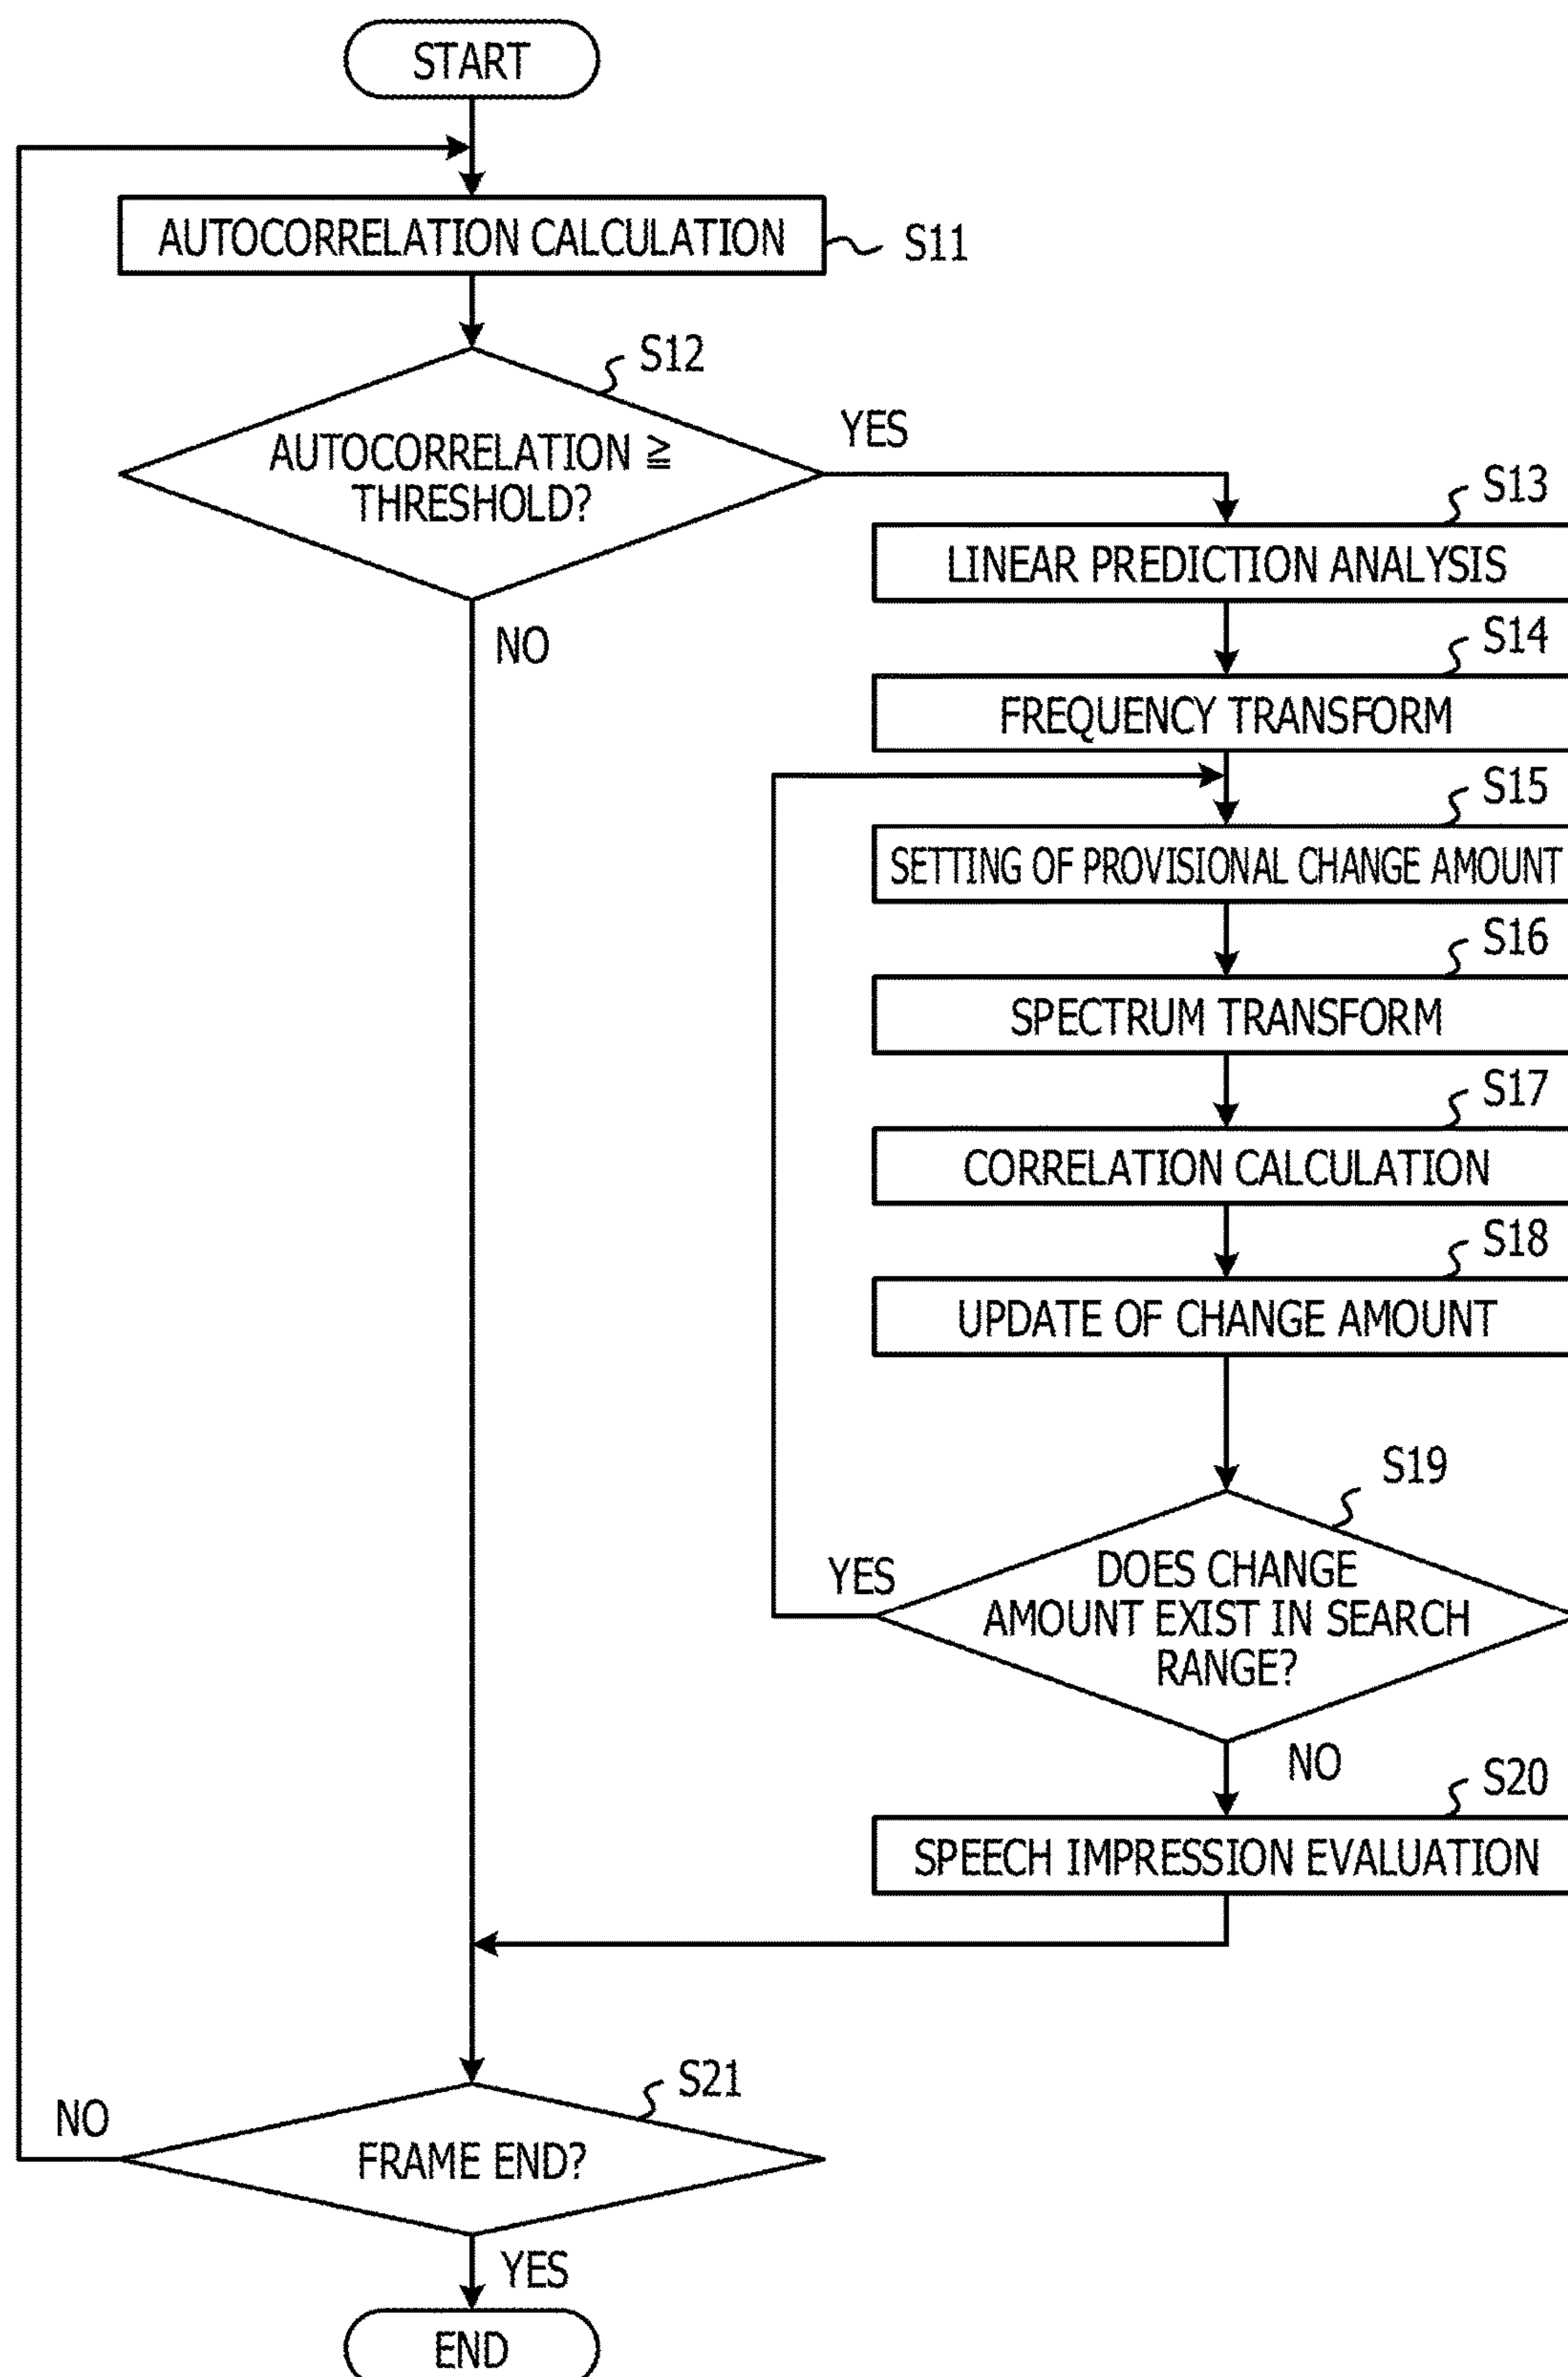 START
AUTOCORRELATION CALCULATION
S11
S12
AUTOCORRELATION ≧
THRESHOLD?
YES
NO
S13
LINEAR PREDICTION ANALYSIS
S14
FREQUENCY TRANSFORM
S15
SETTING OF PROVISIONAL CHANGE AMOUNT
S16
SPECTRUM TRANSFORM
S17
CORRELATION CALCULATION
S18
UPDATE OF CHANGE AMOUNT
S19
DOES CHANGE
AMOUNT EXIST IN SEARCH
RANGE?
YES
NO
S20
SPEECH IMPRESSION EVALUATION
S21
FRAME END?
NO
YES
END